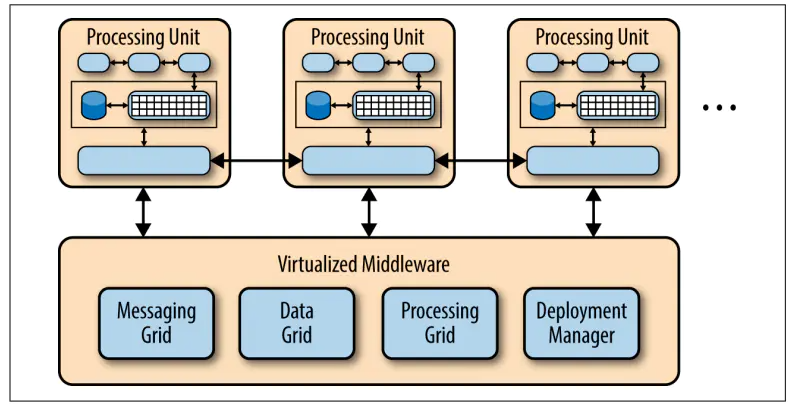 Processing Unit
Processing Unit
Processing Unit
...
Virtualized Middleware
Messaging
Grid
Data
Grid
Processing
Grid
Deployment
Manager